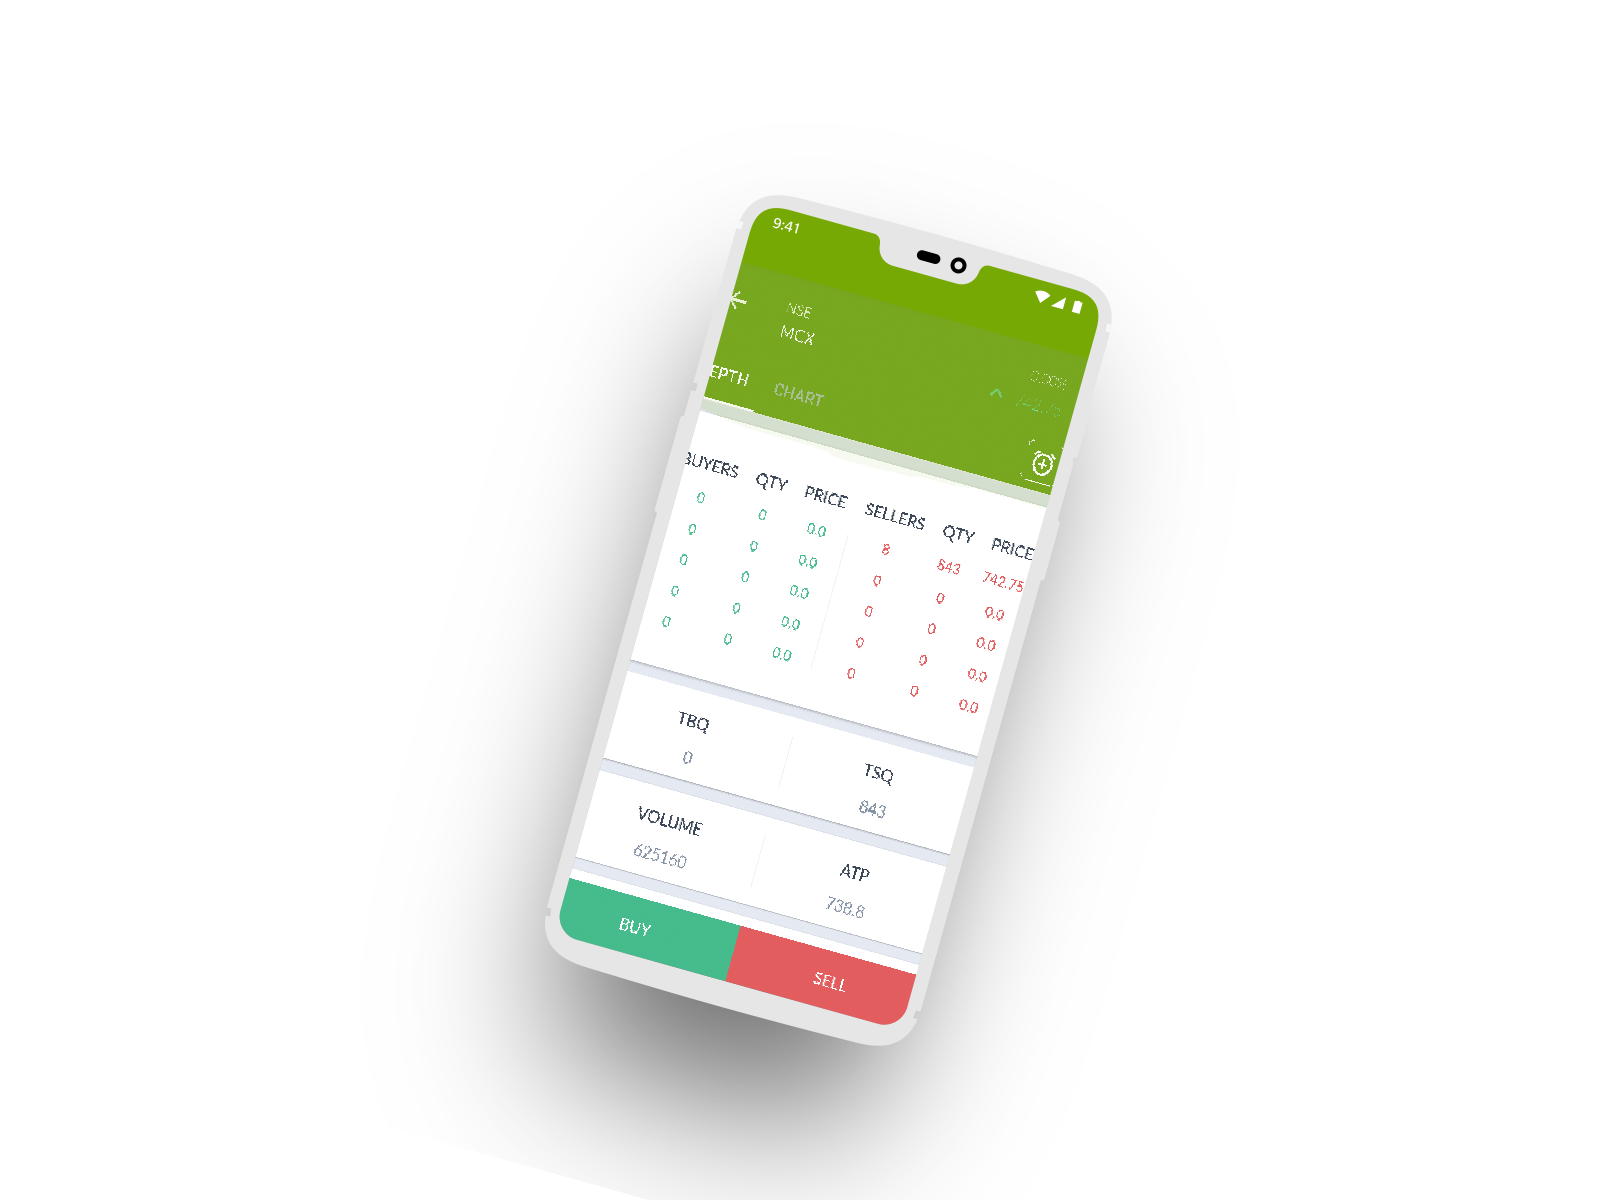 9:41
NSE
MCX
742.75
EPTH CHART
BUYERS QTY PRICE SELLERS QTY PRICE
0 0 0.0 8 843 742.75
0 0 0.0 0 0 0.0
0 0 0.0 0 0 0.0
0 0 0.0 0 0 0.0
0 0 0.0 0 0 0.0
TBQ TSQ
0 843
VOLUME ATP
625160 738.8
BUY SELL